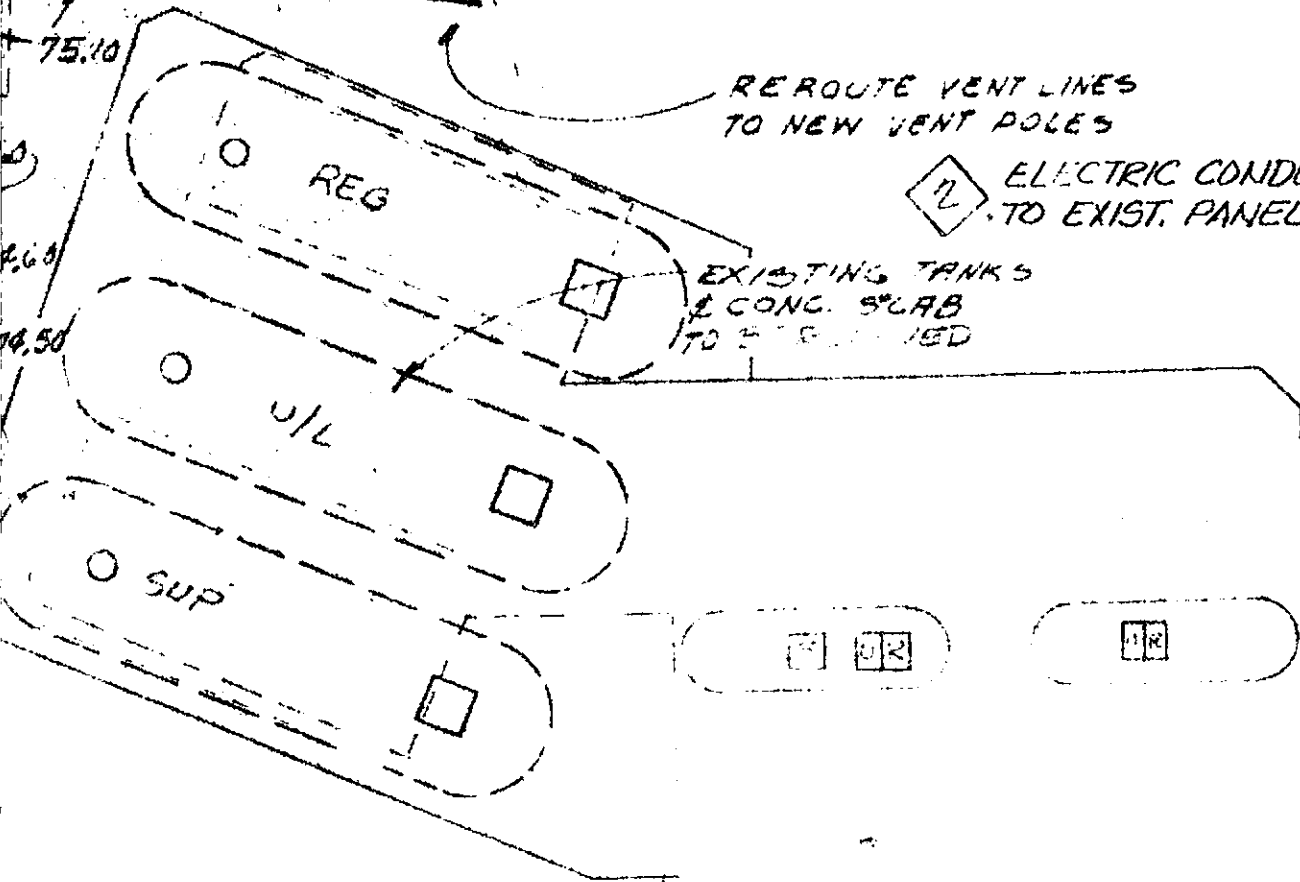 75.10
REROUTE VENT LINES
TO NEW VENT POLES
2
ELECTRIC COND
TO EXIST. PANEL
REG
EXISTING TANKS
& CONC. SLAB
TO
74.50
U/L
SUP
U R
R